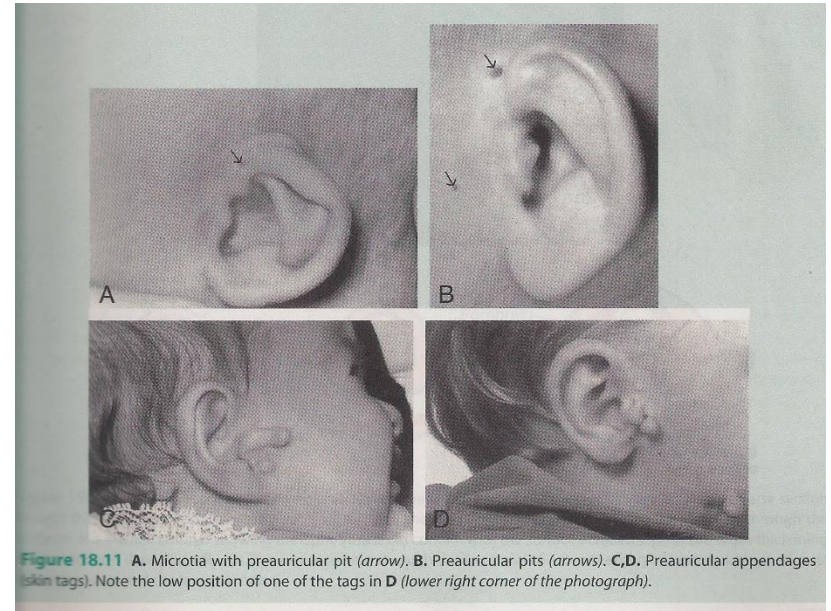 A
B
C
D
Figure 18.11 A. Microtia with preauricular pit (arrow). B. Preauricular pits (arrows). C,D. Preauricular appendages
(skin tags). Note the low position of one of the tags in D (lower right corner of the photograph).